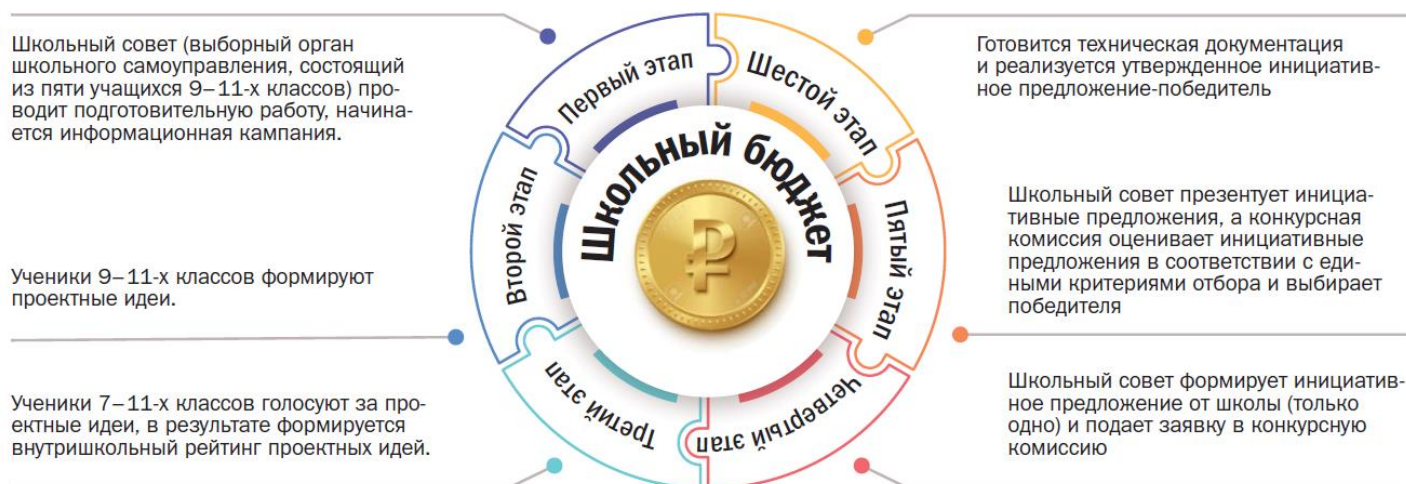 Школьный совет (выборный орган
школьного самоуправления, состоящий
из пяти учащихся 9–11-х классов) про-
водит подготовительную работу, начина-
ется информационная кампания.
Ученики 9–11-х классов формируют
проектные идеи.
Ученики 7–11-х классов голосуют за про-
ектные идеи, в результате формируется
внутришкольный рейтинг проектных идей.
Первый этап
Второй этап
Третий этап
Четвертый этап
Пятый этап
Шестой этап
Школьный бюджет
Готовится техническая документация
и реализуется утвержденное инициатив-
ное предложение-победитель
Школьный совет презентует инициа-
тивные предложения, а конкурсная
комиссия оценивает инициативные
предложения в соответствии с еди-
ными критериями отбора и выбирает
победителя
Школьный совет формирует инициатив-
ное предложение от школы (только
одно) и подает заявку в конкурсную
комиссию